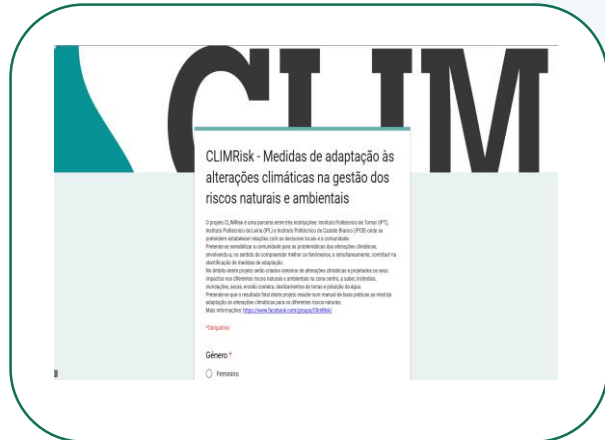 CLIM
CLIMRisk - Medidas de adaptação às
alterações climáticas na gestão dos
riscos naturais e ambientais
O projeto CLIMRisk é uma parceria entre três instituições: Instituto Politécnico de Tomar (IPT),
Instituto Politécnico de Leiria (IPL) e Instituto Politécnico de Castelo Branco (IPCB) onde se
pretendem estabelecer relações com os decisores locais e a comunidade.
Pretende-se sensibilizar a comunidade para as problemáticas das alterações climáticas,
envolvendo-a, no sentido de compreender melhor os fenómenos, e simultaneamente, contribuir na
identificação de medidas de adaptação.
No âmbito deste projeto serão criados cenários de alterações climáticas e projetados os seus
impactos nos diferentes riscos naturais e ambientais na zona centro, a saber, incêndios,
inundações, secas, erosão costeira, deslizamentos de terras e poluição da água.
Pretende-se que o resultado final deste projeto resulte num manual de boas práticas ao nível da
adaptação às alterações climáticas para os diferentes riscos naturais.
Mais informações: https://www.facebook.com/groups/ClimRisk/
*Obrigatório
Género *
Feminino